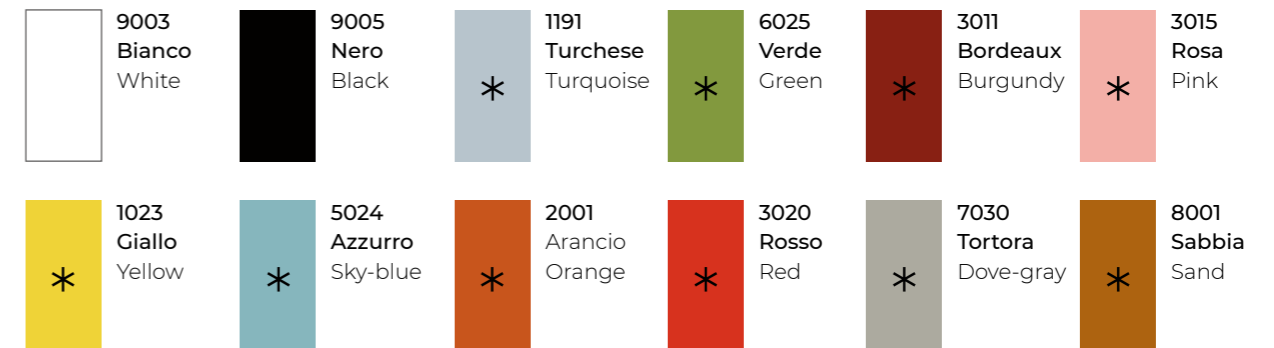 9003
Bianco
White
9005
Nero
Black
1191
Turchese
Turquoise
*
6025
Verde
Green
*
3011
Bordeaux
Burgundy
*
3015
Rosa
Pink
*
1023
Giallo
Yellow
*
5024
Azzurro
Sky-blue
*
2001
Arancio
Orange
*
3020
Rosso
Red
*
7030
Tortora
Dove-gray
*
8001
Sabbia
Sand
*